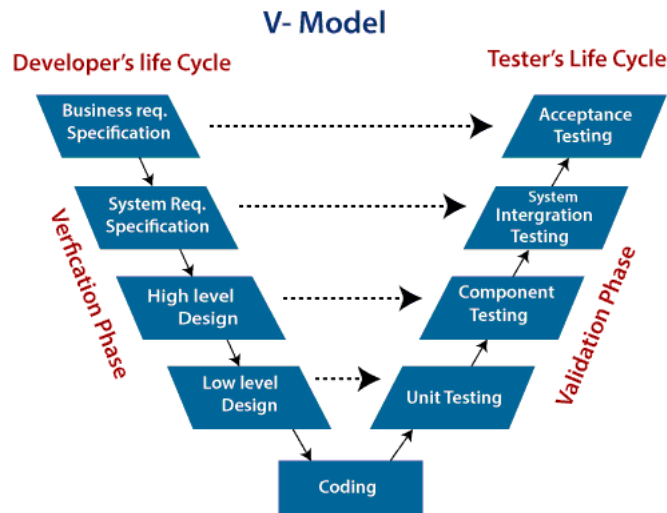 V- Model
Developer's life Cycle
Tester's Life Cycle
Business req.
Specification
Acceptance
Testing
System Req.
Specification
System
Intergration
Testing
Verfication Phase
Validation Phase
High level
Design
Component
Testing
Low level
Design
Unit Testing
Coding